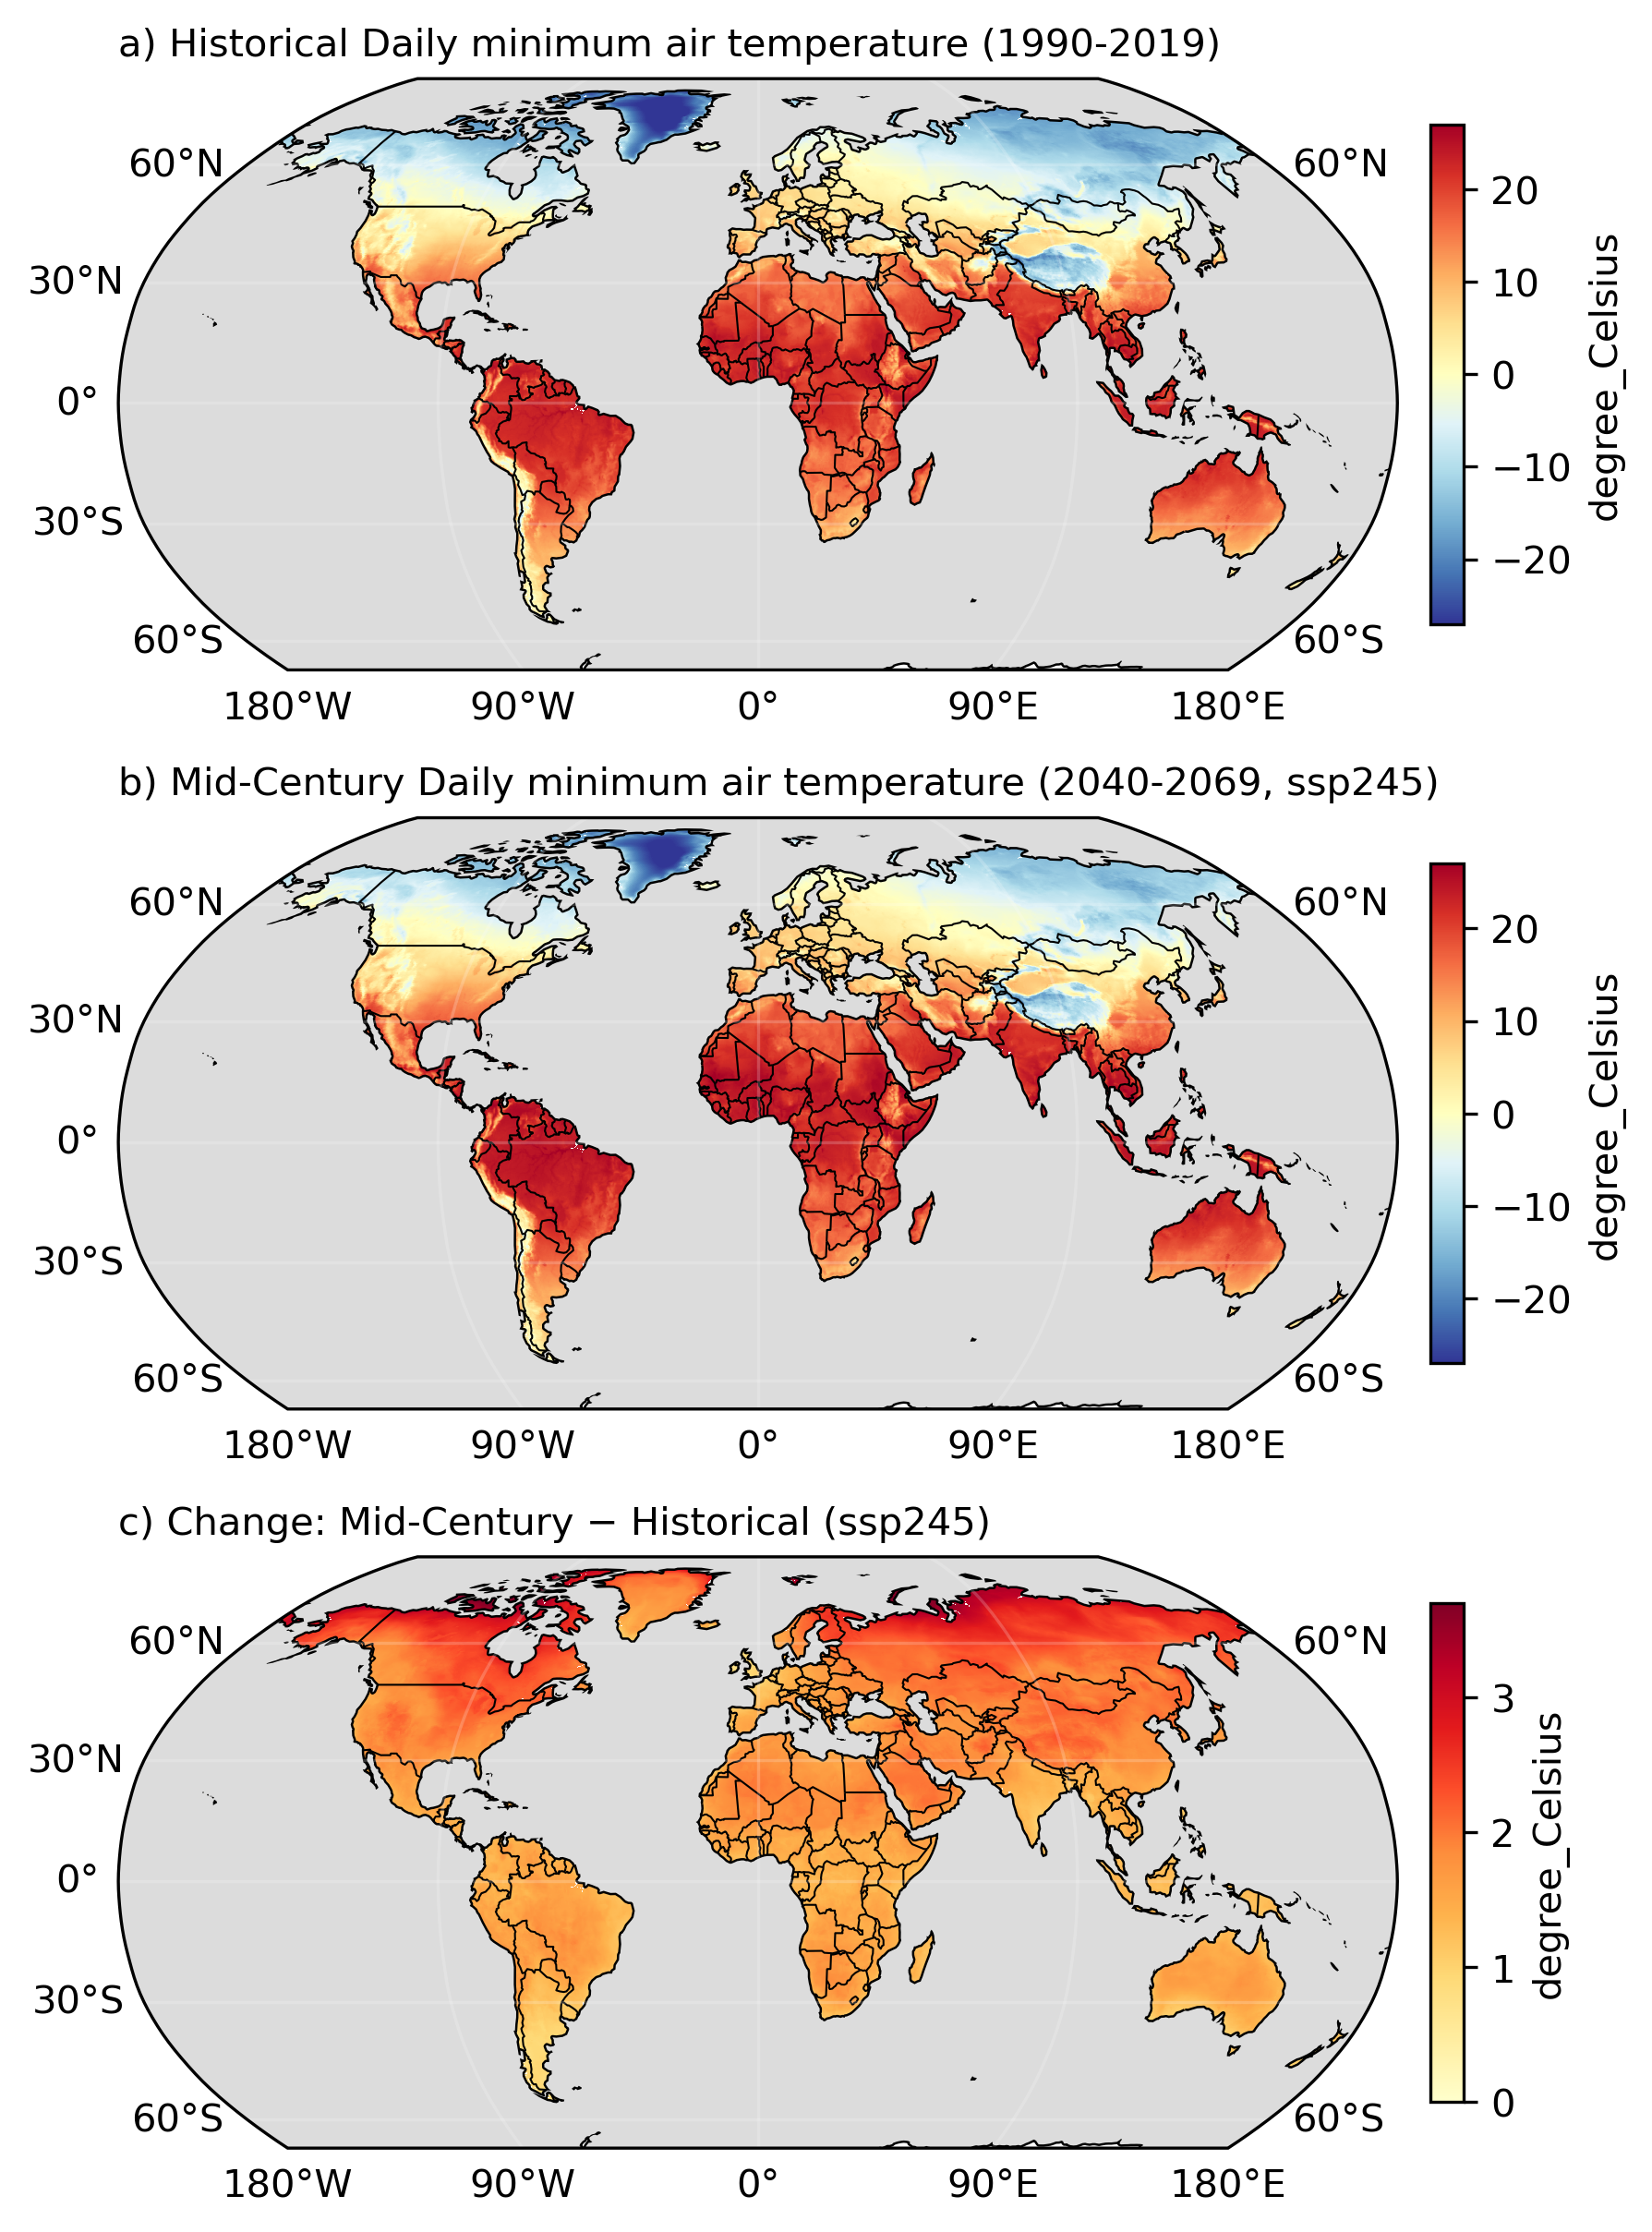 a) Historical Daily minimum air temperature (1990-2019)
60°N
60°N
30°N
0°
30°S
60°S
60°S
180°W
90°W
0°
90°E
180°E
20
10
0
−10
−20
degree_Celsius
b) Mid-Century Daily minimum air temperature (2040-2069, ssp245)
60°N
60°N
30°N
0°
30°S
60°S
60°S
180°W
90°W
0°
90°E
180°E
20
10
0
−10
−20
degree_Celsius
c) Change: Mid-Century − Historical (ssp245)
60°N
60°N
30°N
0°
30°S
60°S
60°S
180°W
90°W
0°
90°E
180°E
3
2
1
0
degree_Celsius